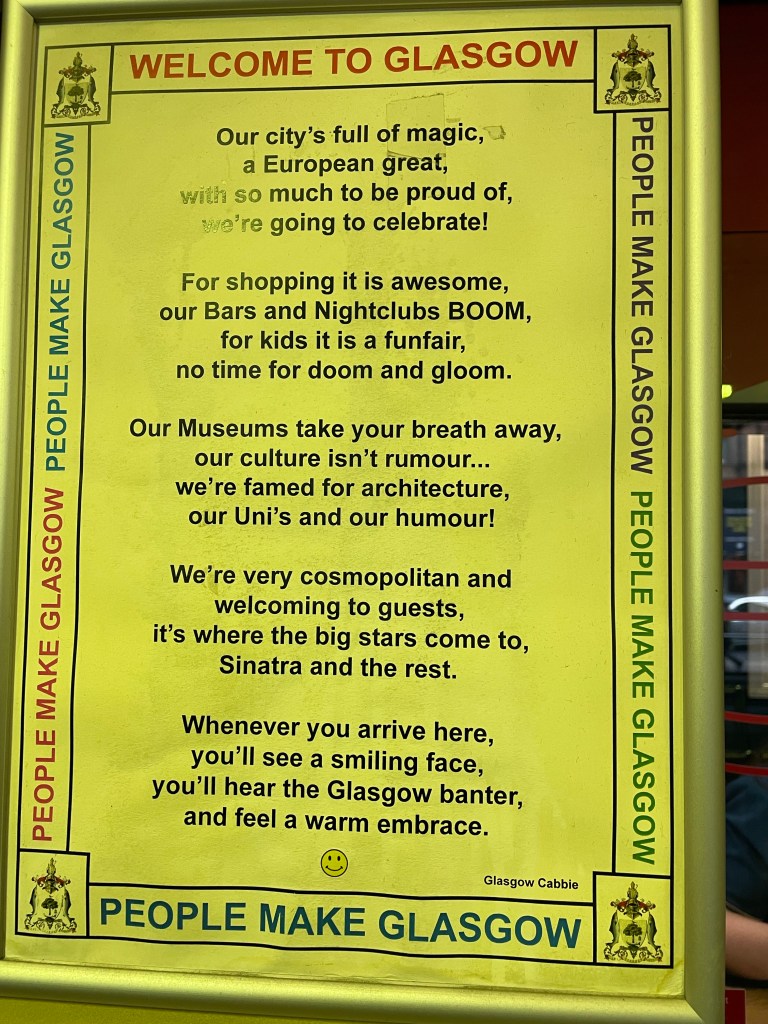 WELCOME TO GLASGOW
Our city's full of magic,
a European great,
with so much to be proud of,
we're going to celebrate!
For shopping it is awesome,
our Bars and Nightclubs BOOM,
for kids it is a funfair,
no time for doom and gloom.
Our Museums take your breath away,
our culture isn't rumour...
we're famed for architecture,
our Uni's and our humour!
We're very cosmopolitan and
welcoming to guests,
it's where the big stars come to,
Sinatra and the rest.
Whenever you arrive here,
you'll see a smiling face,
you'll hear the Glasgow banter,
and feel a warm embrace.
Glasgow Cabbie
PEOPLE MAKE GLASGOW
PEOPLE MAKE GLASGOW PEOPLE MAKE GLASGOW
PEOPLE MAKE GLASGOW PEOPLE MAKE GLASGOW